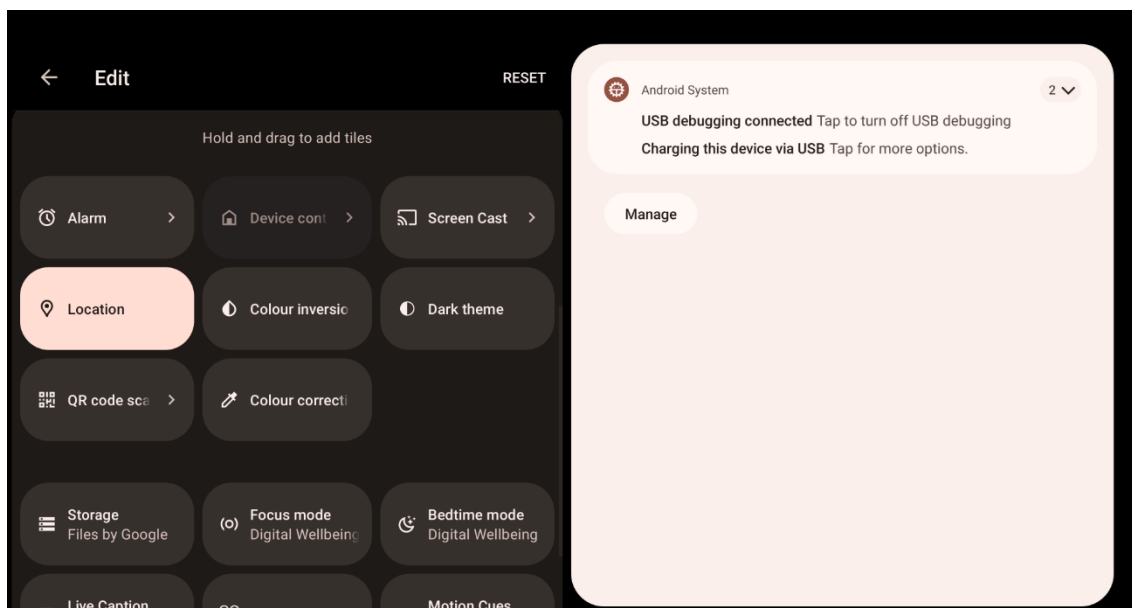 Edit
RESET
Hold and drag to add tiles
Alarm
Device cont
Screen Cast
Location
Colour inversio
Dark theme
QR code sca
Colour correcti
Storage
Files by Google
Focus mode
Digital Wellbeing
Bedtime mode
Digital Wellbeing
Live Caption
Motion Cues
Android System
2
USB debugging connected Tap to turn off USB debugging
Charging this device via USB Tap for more options.
Manage